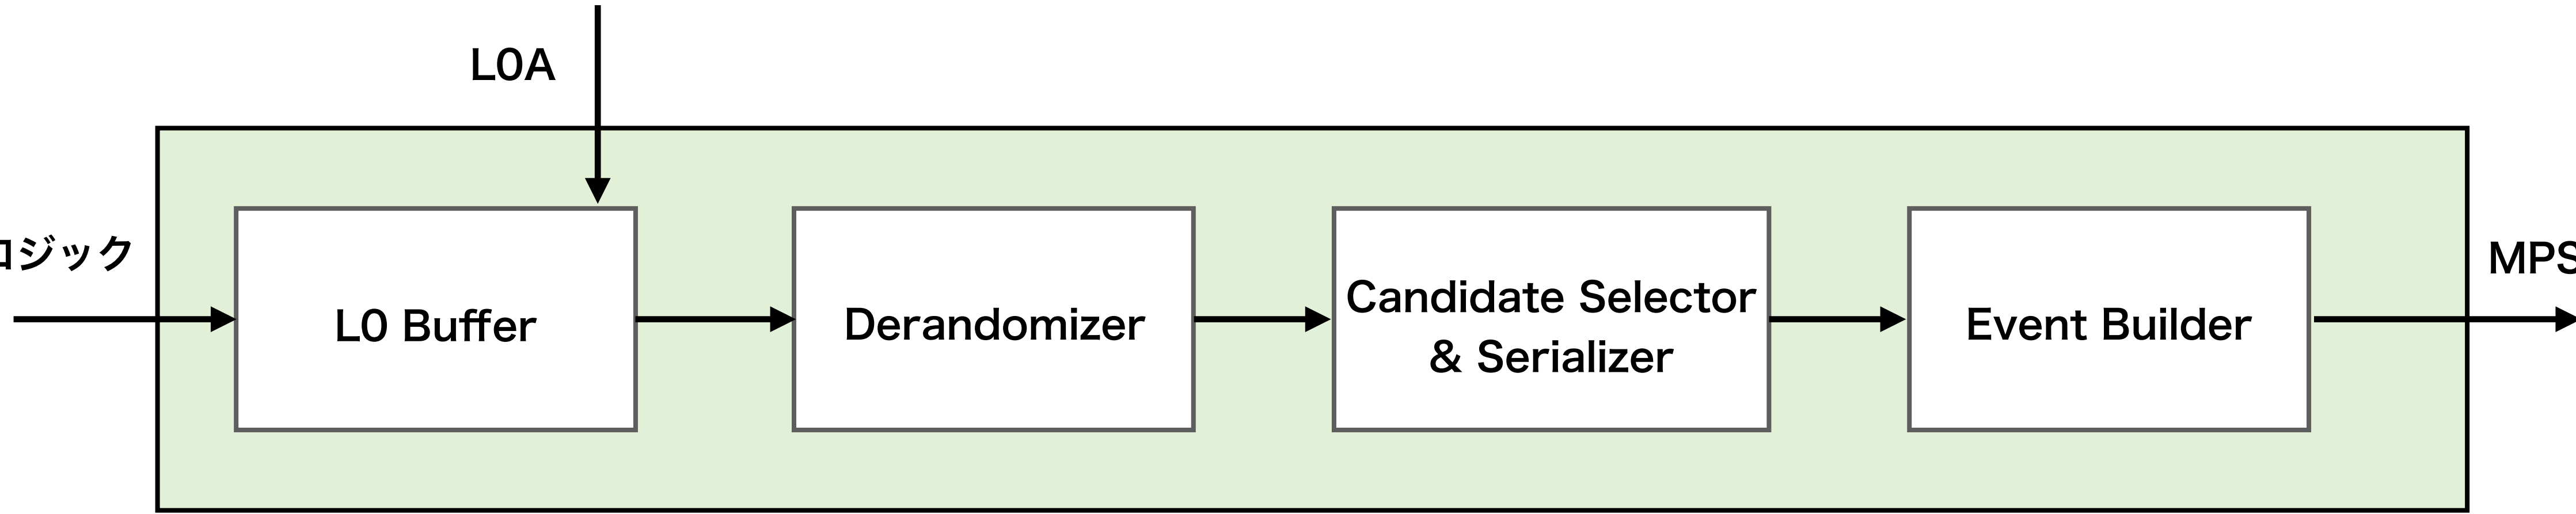 L0A
ロジック
MPS
L0 Buffer
Derandomizer
Candidate Selector
& Serializer
Event Builder